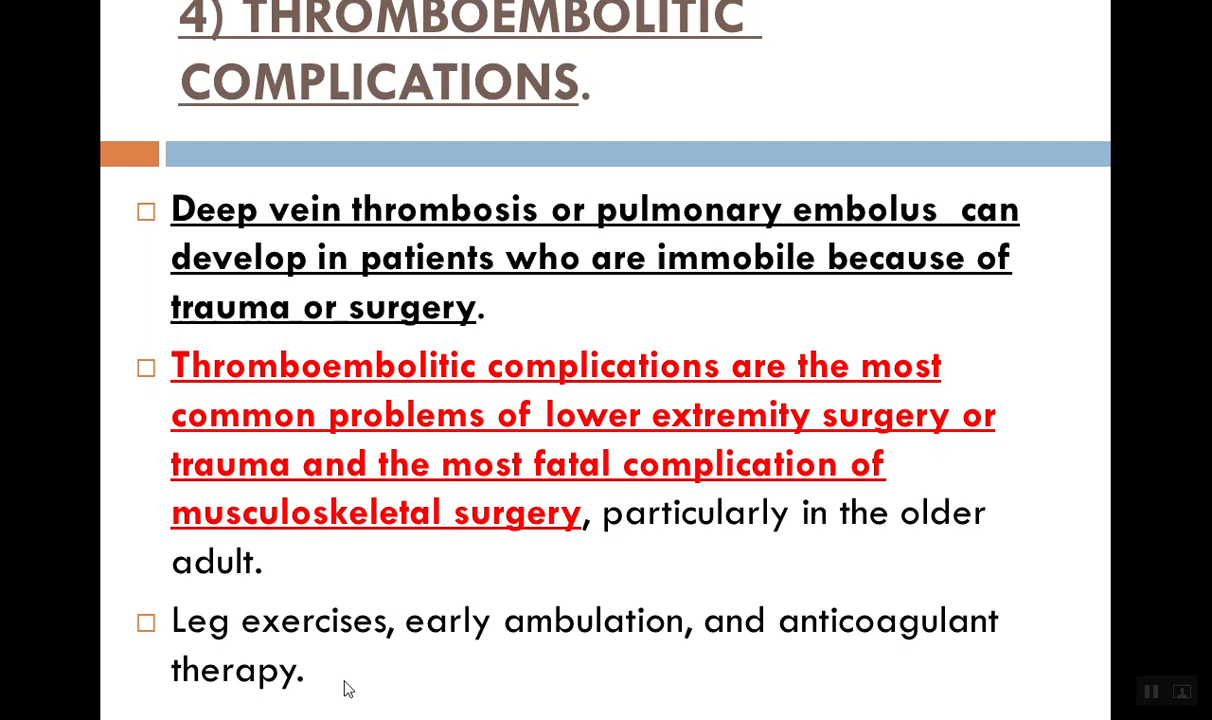 4) THROMBOEMBOLITIC
COMPLICATIONS.
Deep vein thrombosis or pulmonary embolus can
develop in patients who are immobile because of
trauma or surgery.
Thromboembolitic complications are the most
common problems of lower extremity surgery or
trauma and the most fatal complication of
musculoskeletal surgery, particularly in the older
adult.
Leg exercises, early ambulation, and anticoagulant
therapy.